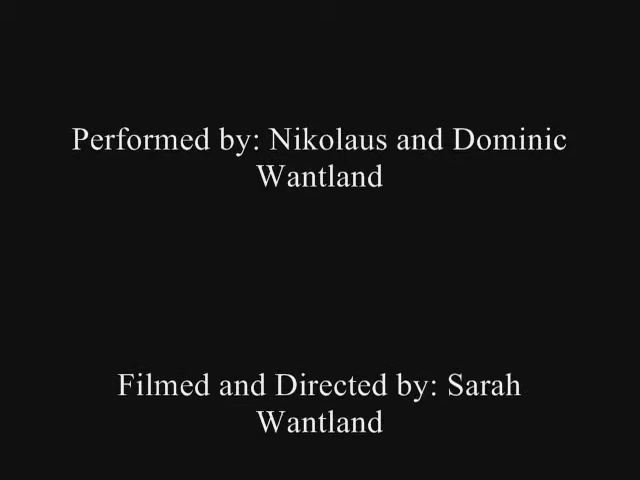 Performed by: Nikolaus and Dominic
Wantland
Filmed and Directed by: Sarah
Wantland